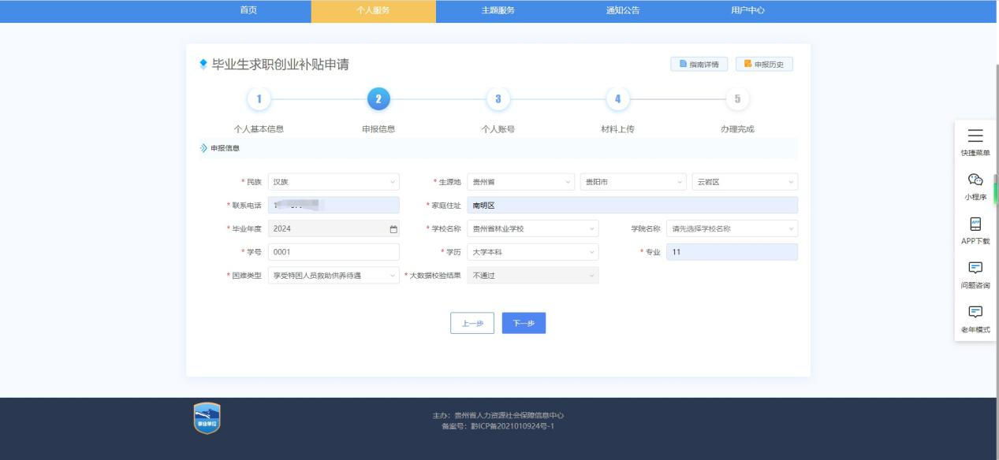 首页 个人服务 主题服务 通知公告 用户中心
毕业生求职创业补贴申请 指南详情 申报历史
1 2 3 4 5
个人基本信息 申报信息 个人账号 材料上传 办理完成
申报信息
* 民族 汉族 * 生源地 贵州省 贵阳市 云岩区
* 联系电话 * 家庭住址 南明区
* 毕业年度 2024 * 学校名称 贵州省林业学校 学院名称 请先选择学校名称
* 学号 0001 * 学历 大学本科 * 专业 11
* 困难类型 享受特困人员救助供养待遇 * 大数据校验结果 不通过
上一步 下一步
快捷菜单
小程序
APP
APP下载
问题咨询
老年模式
事业单位
主办：贵州省人力资源社会保障信息中心
备案号：黔ICP备2021010924号-1